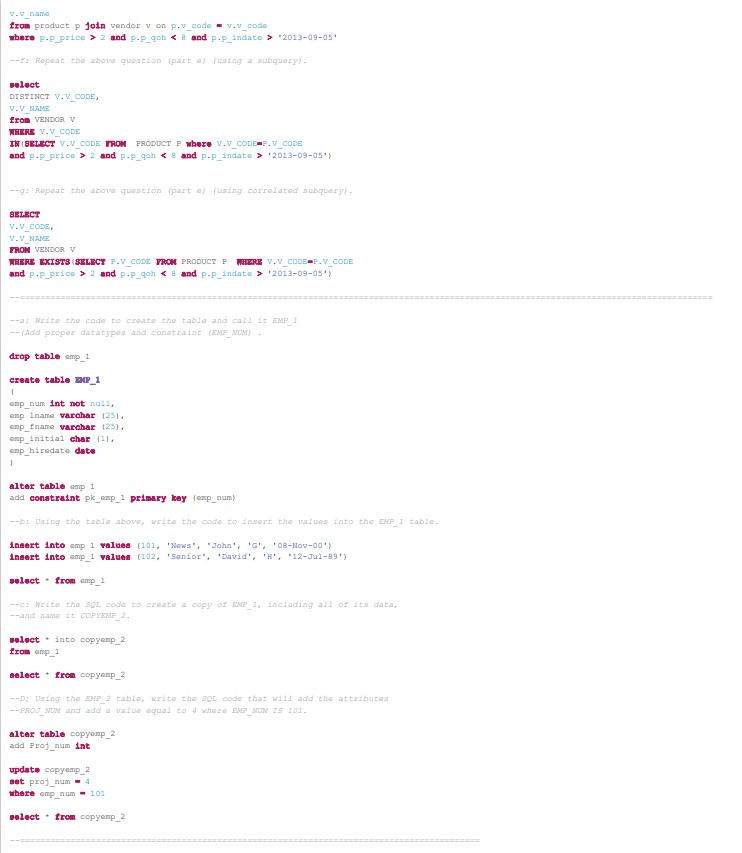 v.v_name
from product p join vendor v on p.v_code = v.v_code
where p.p_price > 2 and p.p_qoh < 8 and p.p_indate > '2013-09-05'
--f: Repeat the above question (part e) (using a subquery).
select
DISTINCT V.V_CODE,
V.V_NAME
from VENDOR V
WHERE V.V_CODE
IN(SELECT V.V_CODE FROM PRODUCT P where V.V_CODE=P.V_CODE
and p.p_price > 2 and p.p_qoh < 8 and p.p_indate > '2013-09-05')
--g: Repeat the above question (part e) (using correlated subquery).
SELECT
V.V_CODE,
V.V_NAME
FROM VENDOR V
WHERE EXISTS(SELECT P.V_CODE FROM PRODUCT P WHERE V.V_CODE=P.V_CODE
and p.p_price > 2 and p.p_qoh < 8 and p.p_indate > '2013-09-05')
--==========================================================================================================================================
--a: Write the code to create the table and call it EMP_1
--(Add proper datatypes and constraint (EMP_NUM) .
drop table emp_1
create table EMP_1
(
emp_num int not null,
emp_lname varchar (25),
emp_fname varchar (25),
emp_initial char (1),
emp_hiredate date
)
alter table emp_1
add constraint pk_emp_1 primary key (emp_num)
--b: Using the table above, write the code to insert the values into the EMP_1 table.
insert into emp_1 values (101, 'News', 'John', 'G', '08-Nov-00')
insert into emp_1 values (102, 'Senior', 'David', 'H', '12-Jul-89')
select * from emp_1
--c: Write the SQL code to create a copy of EMP_1, including all of its data,
--and name it COPYEMP_2.
select * into copyemp_2
from emp_1
select * from copyemp_2
--D: Using the EMP_2 table, write the SQL code that will add the attributes
--PROJ_NUM and add a value equal to 4 where EMP_NUM IS 101.
alter table copyemp_2
add Proj_num int
update copyemp_2
set proj_num = 4
where emp_num = 101
select * from copyemp_2
--============================================================================================